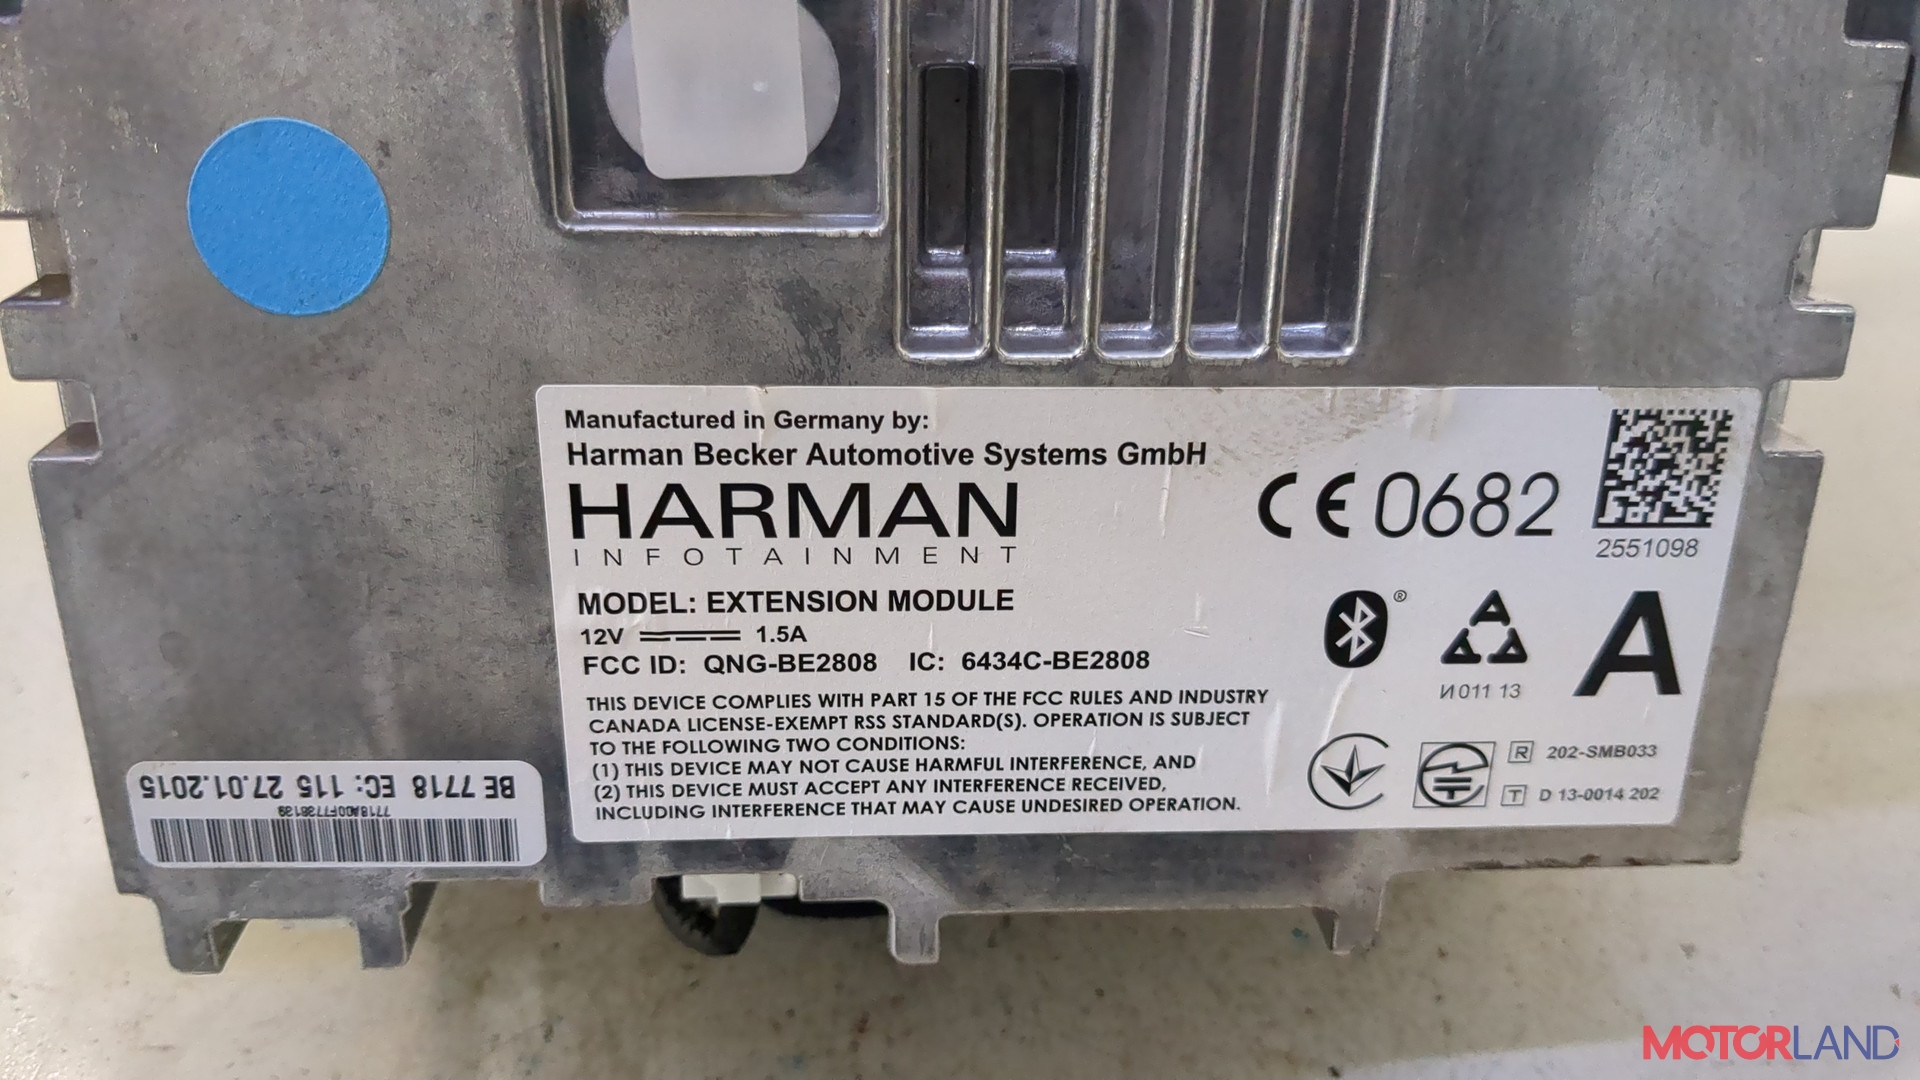 Manufactured in Germany by:
Harman Becker Automotive Systems GmbH
HARMAN
INFOTAINMENT
MODEL: EXTENSION MODULE
12V 1.5A
FCC ID: QNG-BE2808 IC: 6434C-BE2808
THIS DEVICE COMPLIES WITH PART 15 OF THE FCC RULES AND INDUSTRY
CANADA LICENSE-EXEMPT RSS STANDARD(S). OPERATION IS SUBJECT
TO THE FOLLOWING TWO CONDITIONS:
(1) THIS DEVICE MAY NOT CAUSE HARMFUL INTERFERENCE, AND
(2) THIS DEVICE MUST ACCEPT ANY INTERFERENCE RECEIVED,
INCLUDING INTERFERENCE THAT MAY CAUSE UNDESIRED OPERATION.
CE 0682
2551098
®
И011 13
A
R 202-SMB033
T D 13-0014 202
BE 7718 EC: 115 27.01.2015
MOTORLAND